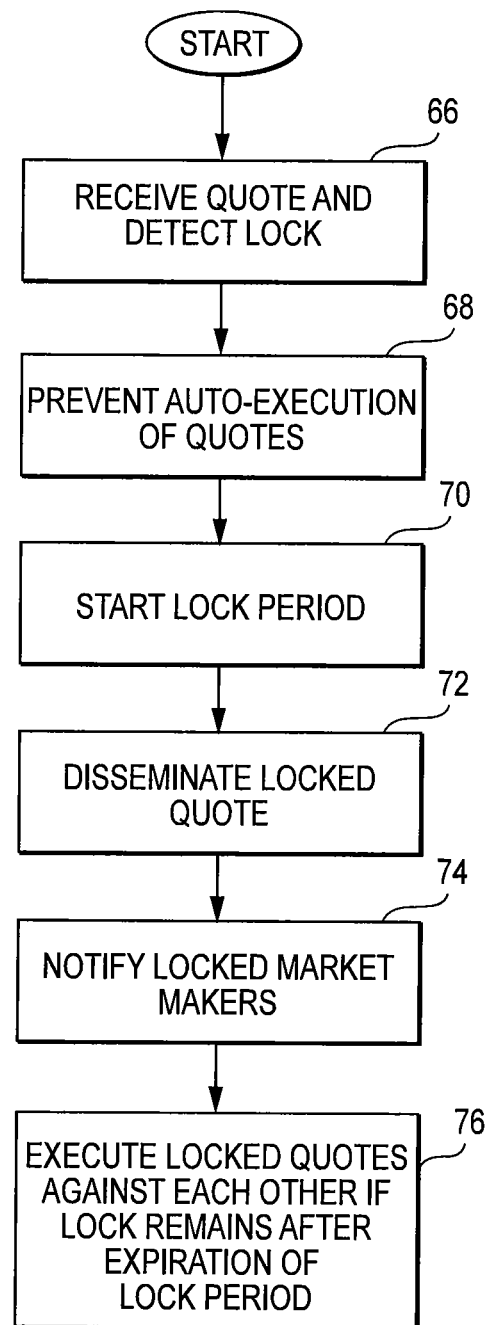 START
66
RECEIVE QUOTE AND
DETECT LOCK
68
PREVENT AUTO-EXECUTION
OF QUOTES
70
START LOCK PERIOD
72
DISSEMINATE LOCKED
QUOTE
74
NOTIFY LOCKED MARKET
MAKERS
76
EXECUTE LOCKED QUOTES
AGAINST EACH OTHER IF
LOCK REMAINS AFTER
EXPIRATION OF
LOCK PERIOD